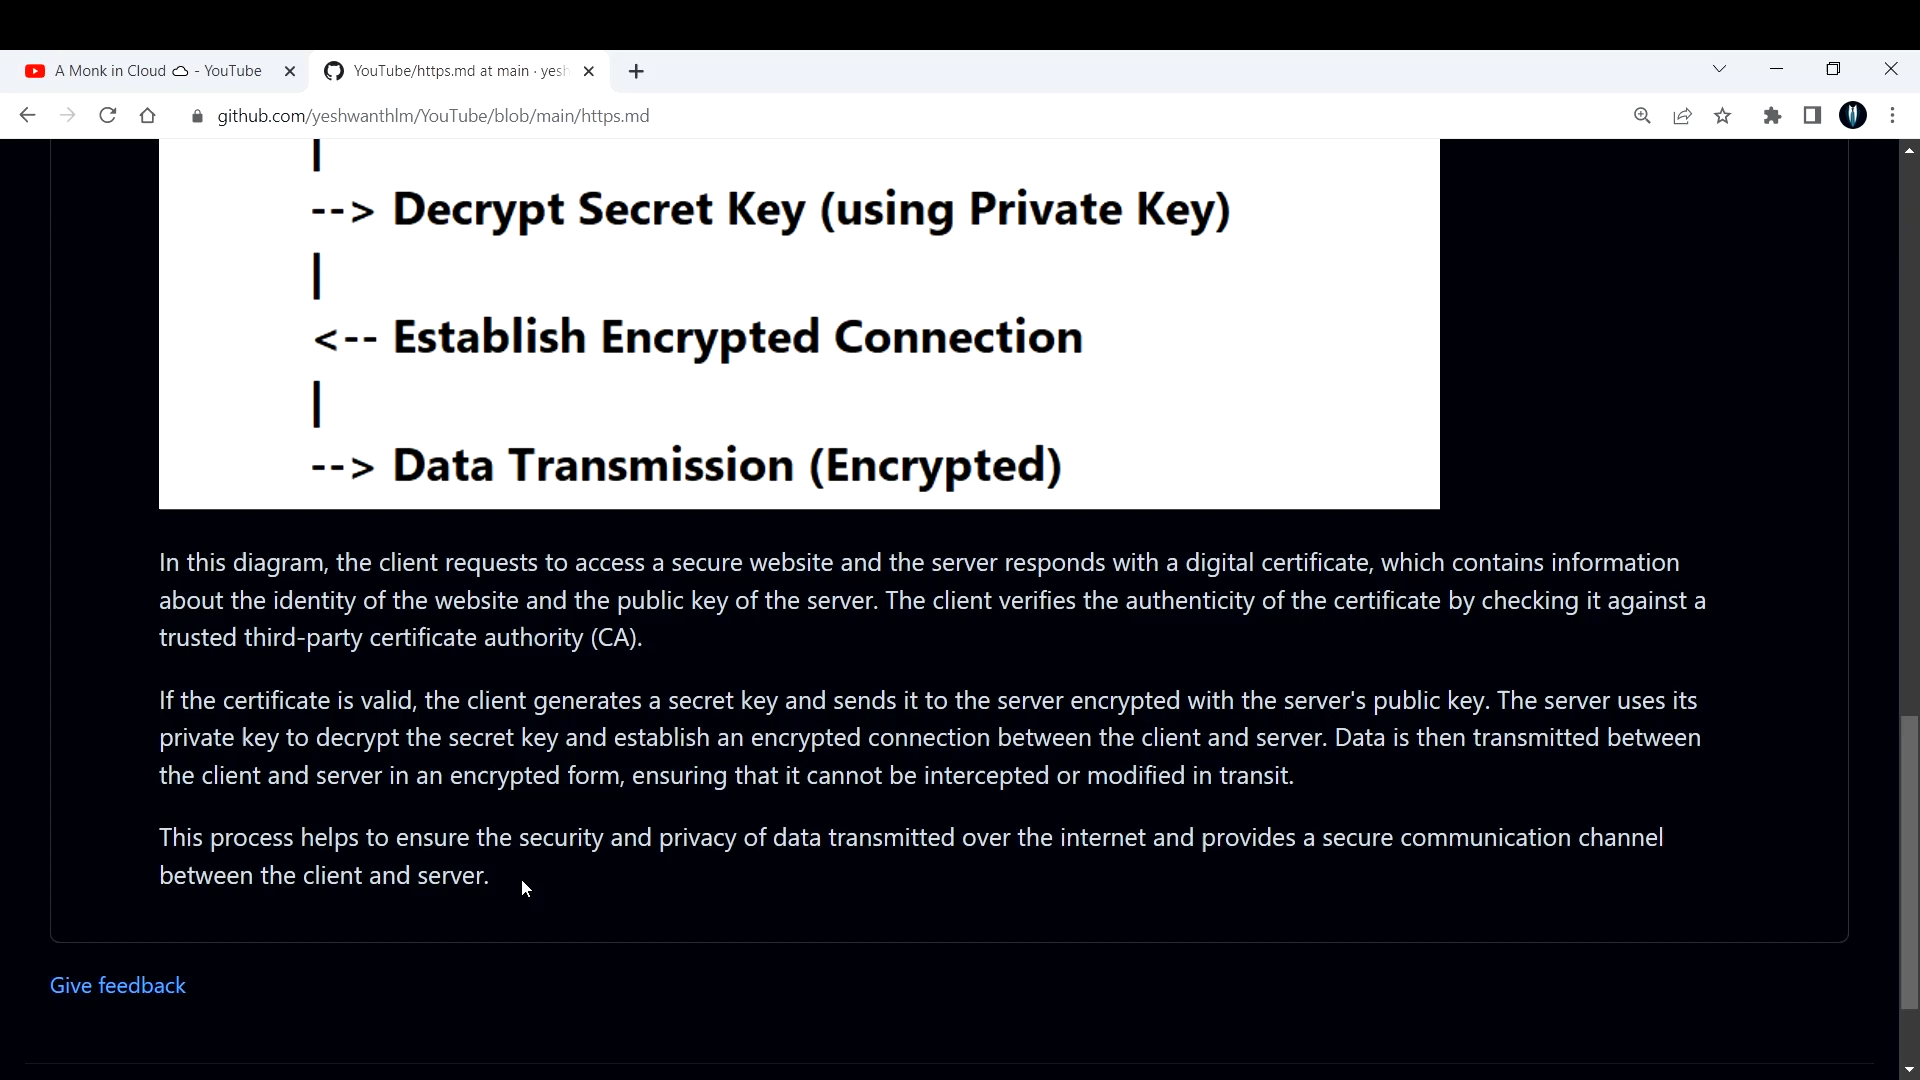 A Monk in Cloud - YouTube
YouTube/https.md at main · yesh
github.com/yeshwanthlm/YouTube/blob/main/https.md
|
--> Decrypt Secret Key (using Private Key)
|
<-- Establish Encrypted Connection
|
--> Data Transmission (Encrypted)
In this diagram, the client requests to access a secure website and the server responds with a digital certificate, which contains information
about the identity of the website and the public key of the server. The client verifies the authenticity of the certificate by checking it against a
trusted third-party certificate authority (CA).
If the certificate is valid, the client generates a secret key and sends it to the server encrypted with the server's public key. The server uses its
private key to decrypt the secret key and establish an encrypted connection between the client and server. Data is then transmitted between
the client and server in an encrypted form, ensuring that it cannot be intercepted or modified in transit.
This process helps to ensure the security and privacy of data transmitted over the internet and provides a secure communication channel
between the client and server.
Give feedback